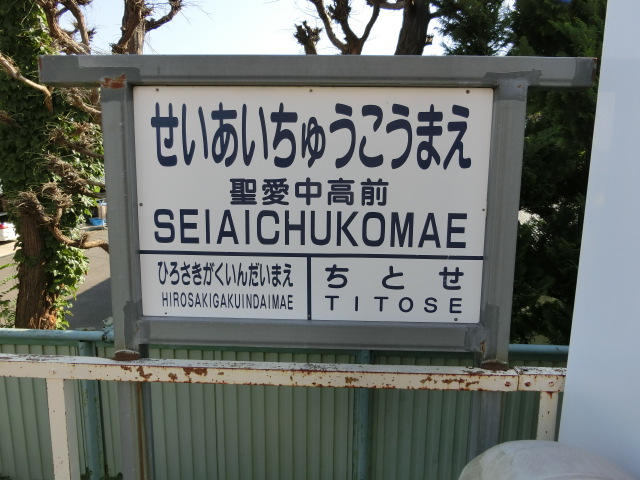 せいあいちゅうこうまえ
聖愛中高前
SEIAICHUKOMAE
ひろさきがくいんだいまえ
HIROSAKIGAKUINDAIMAE
ちとせ
TITOSE